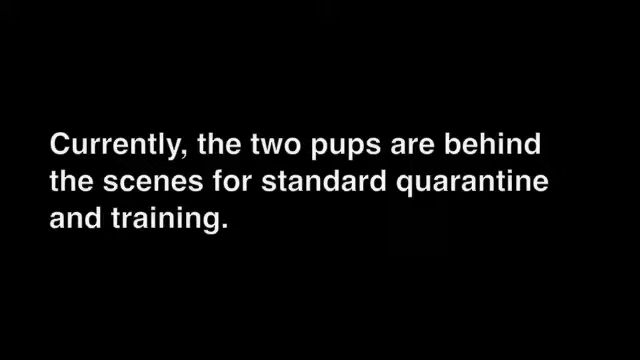 Currently, the two pups are behind
the scenes for standard quarantine
and training.